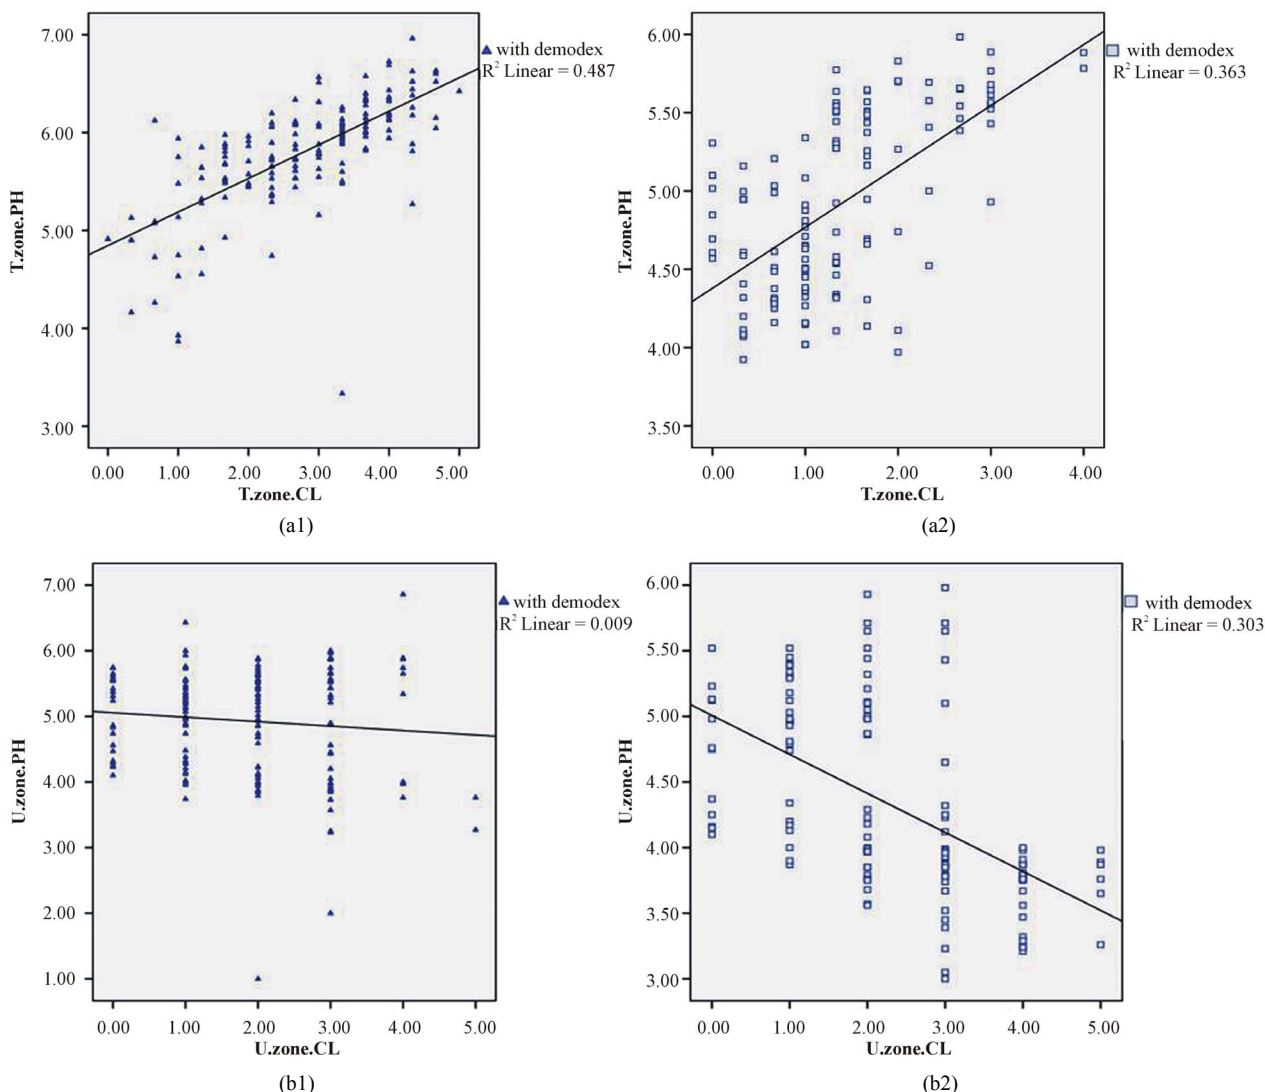 7.00
6.00
5.00
4.00
3.00
T.zone.PH
0.00 1.00 2.00 3.00 4.00 5.00
T.zone.CL
with demodex
R² Linear = 0.487
(a1)
6.00
5.50
5.00
4.50
4.00
3.50
T.zone.PH
0.00 1.00 2.00 3.00 4.00
T.zone.CL
with demodex
R² Linear = 0.363
(a2)
7.00
6.00
5.00
4.00
3.00
2.00
1.00
U.zone.PH
0.00 1.00 2.00 3.00 4.00 5.00
U.zone.CL
with demodex
R² Linear = 0.009
(b1)
6.00
5.50
5.00
4.50
4.00
3.50
3.00
U.zone.PH
0.00 1.00 2.00 3.00 4.00 5.00
U.zone.CL
with demodex
R² Linear = 0.303
(b2)